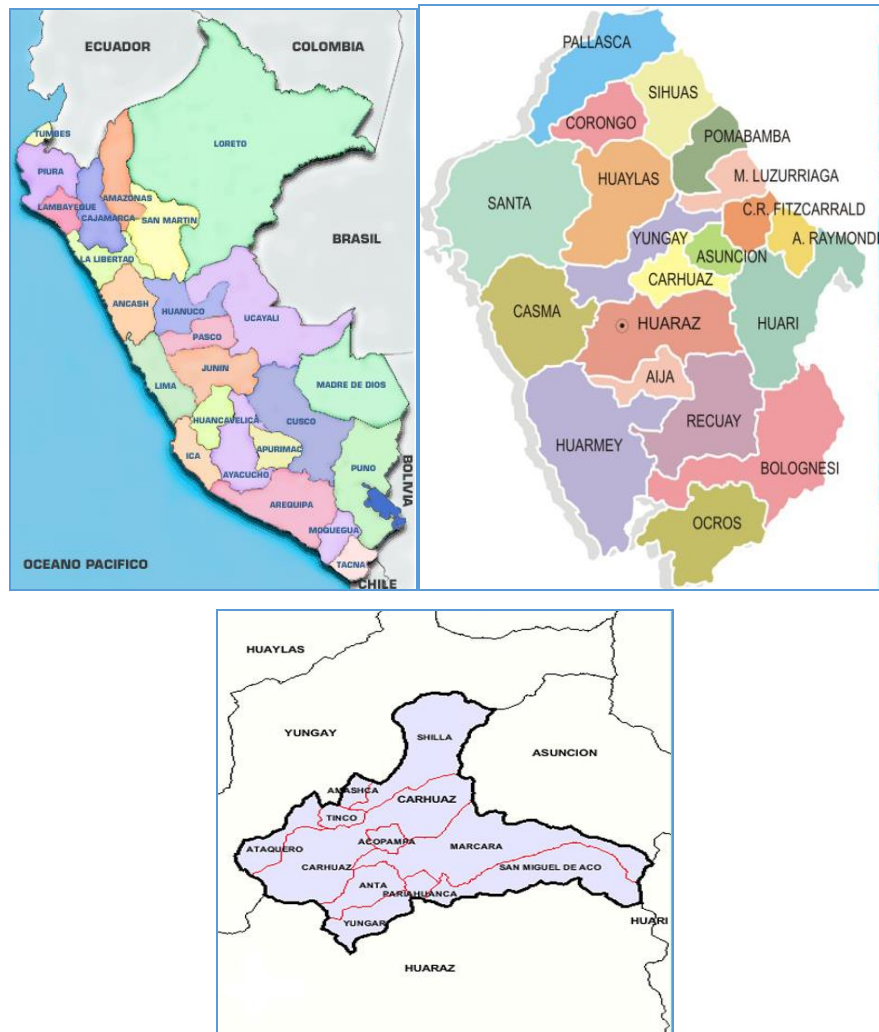 ECUADOR
COLOMBIA
TUMBES
LORETO
PIURA
AMAZONAS
LAMBAYEQUE
CAJAMARCA
SAN MARTIN
BRASIL
LA LIBERTAD
ANCASH
HUANUCO
UCAYALI
PASCO
JUNIN
LIMA
MADRE DE DIOS
HUANCAVELICA
CUSCO
ICA
APURIMAC
AYACUCHO
PUNO
BOLIVIA
AREQUIPA
MOQUEGUA
OCEANO PACIFICO
TACNA
CHILE
PALLASCA
SIHUAS
CORONGO
POMABAMBA
HUAYLAS
M. LUZURRIAGA
SANTA
C.R. FITZCARRALD
YUNGAY
A. RAYMONDI
ASUNCION
CARHUAZ
CASMA
HUARAZ
HUARI
AIJA
RECUAY
HUARMEY
BOLOGNESI
OCROS
HUAYLAS
YUNGAY
SHILLA
ASUNCION
AMASHCA
CARHUAZ
TINCO
ATAQUERO
ACOPAMPA
MARCARA
CARHUAZ
SAN MIGUEL DE ACO
ANTA
PARIAHUANCA
YUNGAR
HUARI
HUARAZ